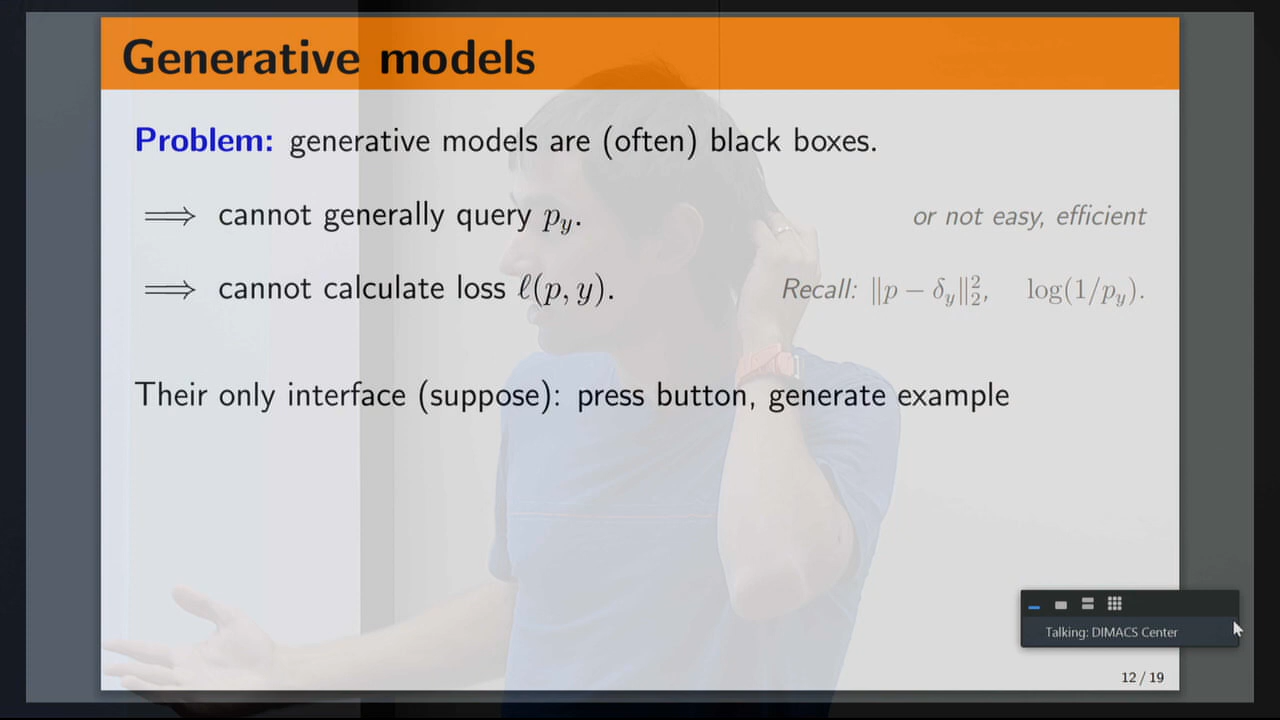 Generative models
Problem: generative models are (often) black boxes.
⟹ cannot generally query p_y. or not easy, efficient
⟹ cannot calculate loss ℓ(p, y). Recall: ‖p − δ_y‖₂², log(1/p_y).
Their only interface (suppose): press button, generate example
Talking: DIMACS Center
12 / 19